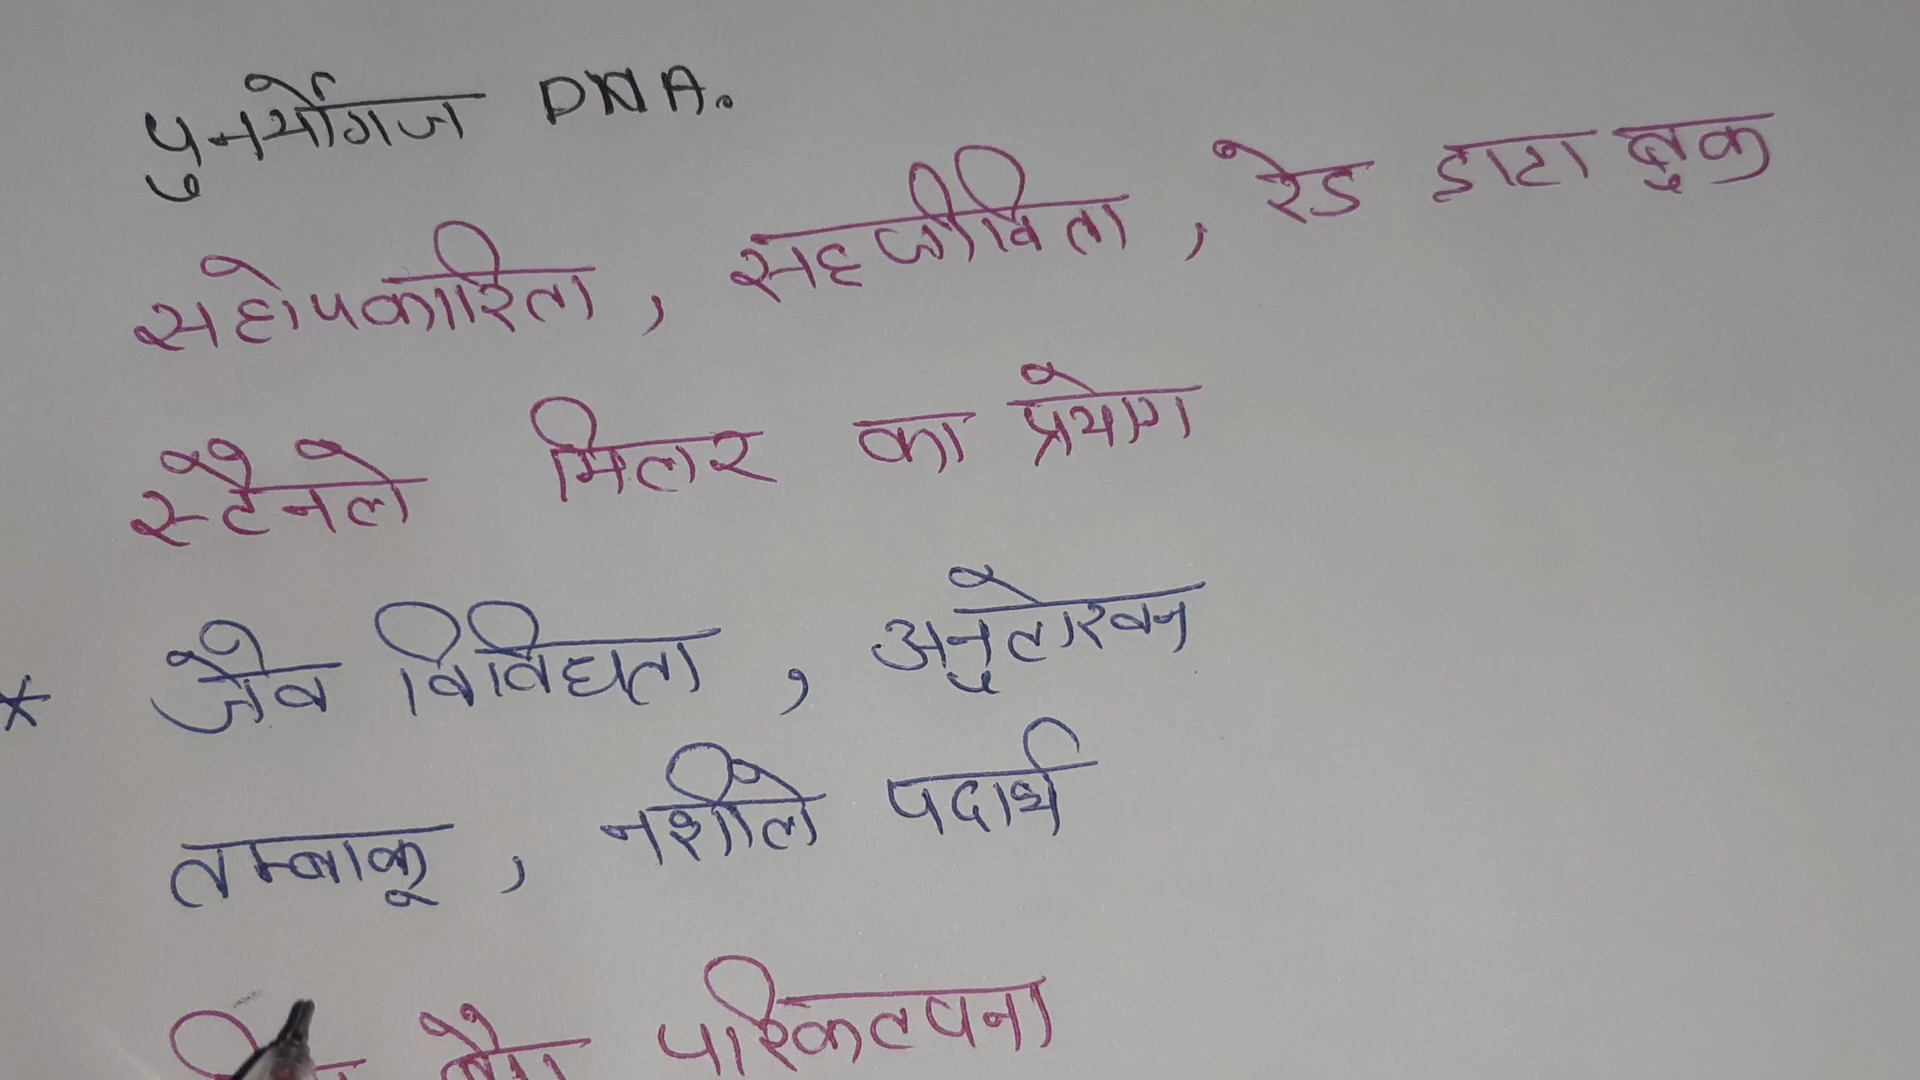 पुनर्योगज DNA.
सहोपकारिता, सहजीविता, रेड डाटा बुक
स्टैनले मिलर का प्रयोग
* जैव विविधता, अनुलेखन
तम्बाकू, नशीले पदार्थ
बैंग परिकल्पना